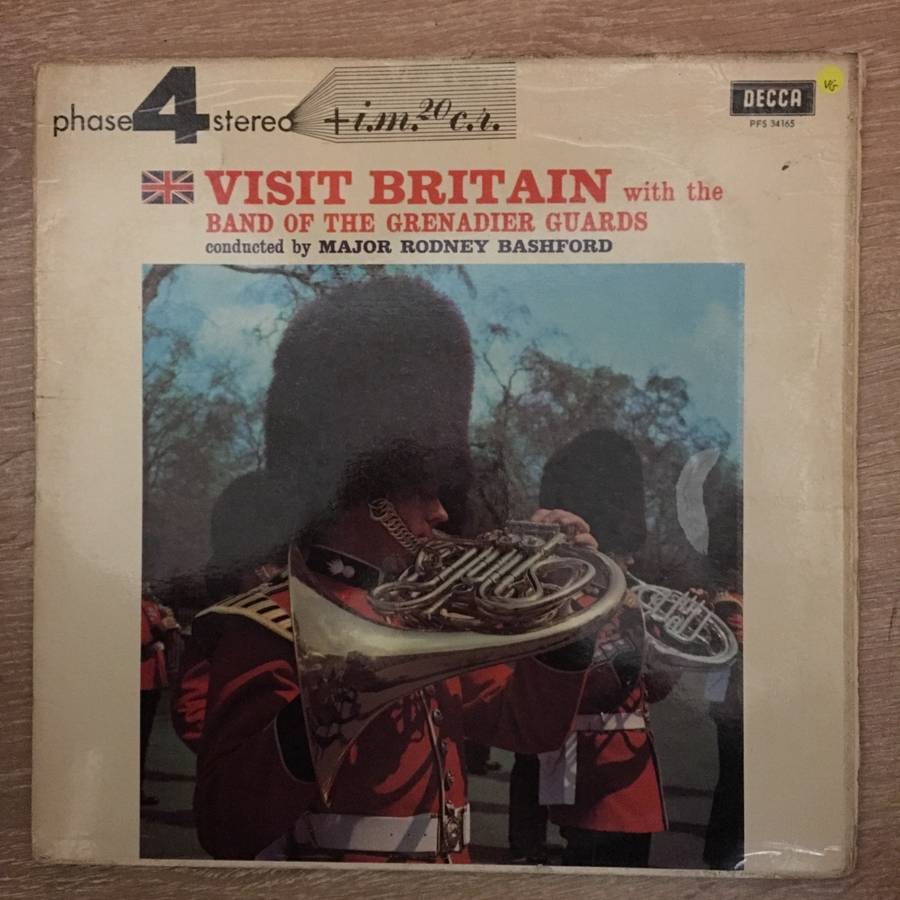 phase 4 stereo +i.m.20c.r.
DECCA
PFS 34165
VG
VISIT BRITAIN with the
BAND OF THE GRENADIER GUARDS
conducted by MAJOR RODNEY BASHFORD